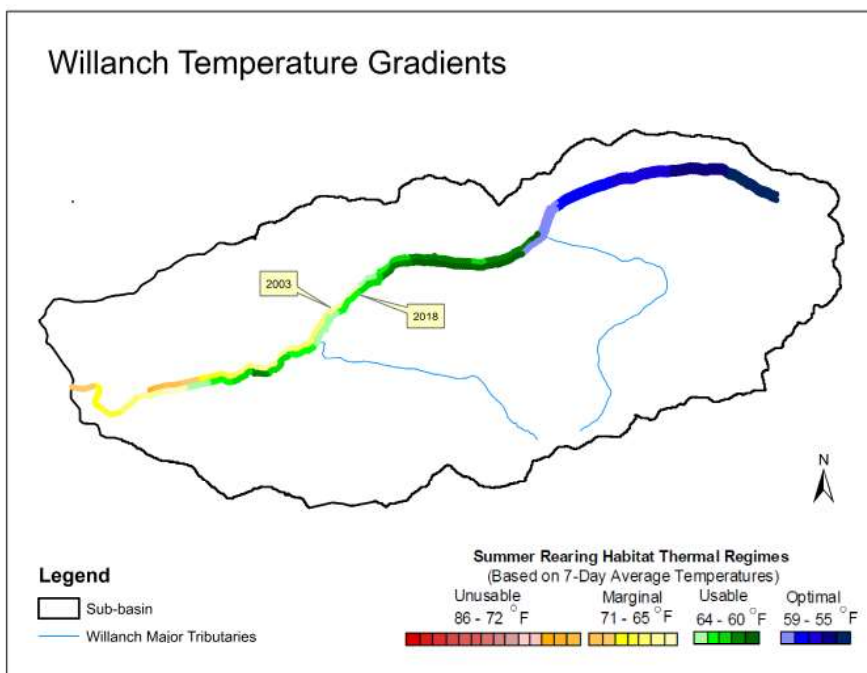 Willanch Temperature Gradients
2003
2018
N
Legend
Sub-basin
Willanch Major Tributaries
Summer Rearing Habitat Thermal Regimes
(Based on 7-Day Average Temperatures)
Unusable Marginal Usable Optimal
86 - 72 °F 71 - 65 °F 64 - 60 °F 59 - 55 °F